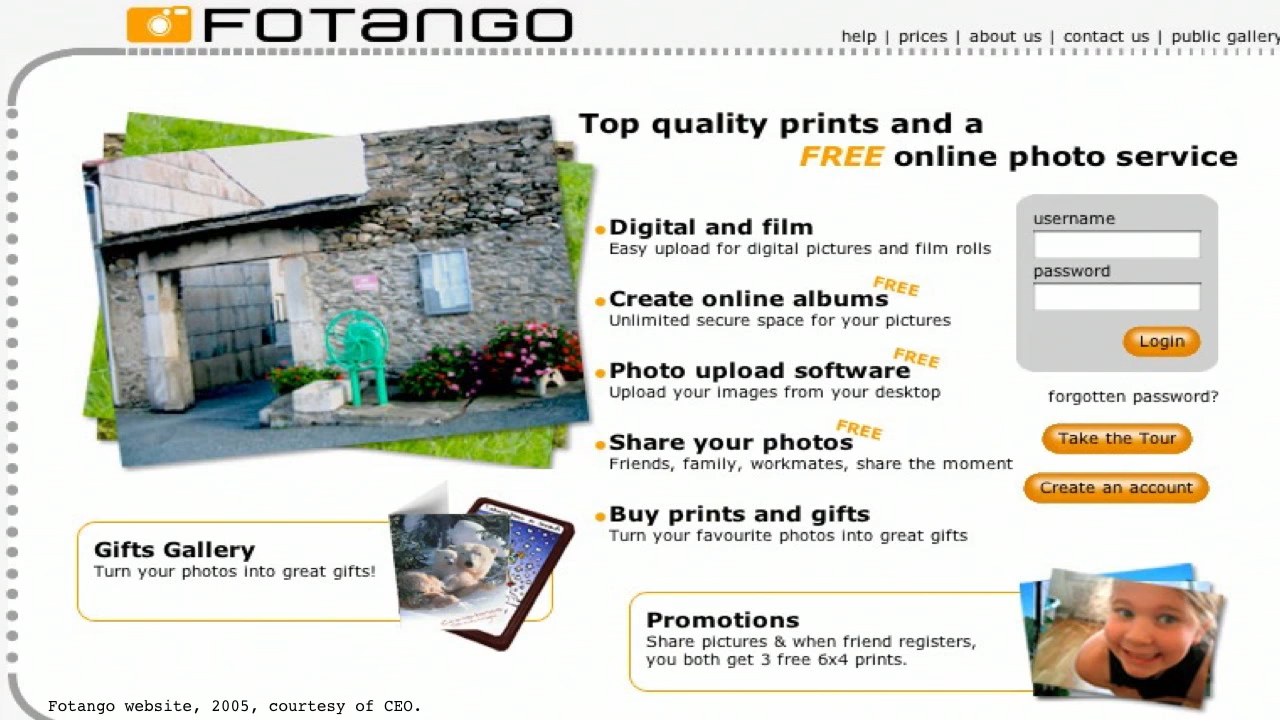 FOTANGO
help | prices | about us | contact us | public gallery
Top quality prints and a
FREE online photo service
Digital and film
Easy upload for digital pictures and film rolls
FREE
Create online albums
Unlimited secure space for your pictures
FREE
Photo upload software
Upload your images from your desktop
FREE
Share your photos
Friends, family, workmates, share the moment
Buy prints and gifts
Turn your favourite photos into great gifts
username
password
Login
forgotten password?
Take the Tour
Create an account
Gifts Gallery
Turn your photos into great gifts!
Promotions
Share pictures & when friend registers,
you both get 3 free 6x4 prints.
Fotango website, 2005, courtesy of CEO.